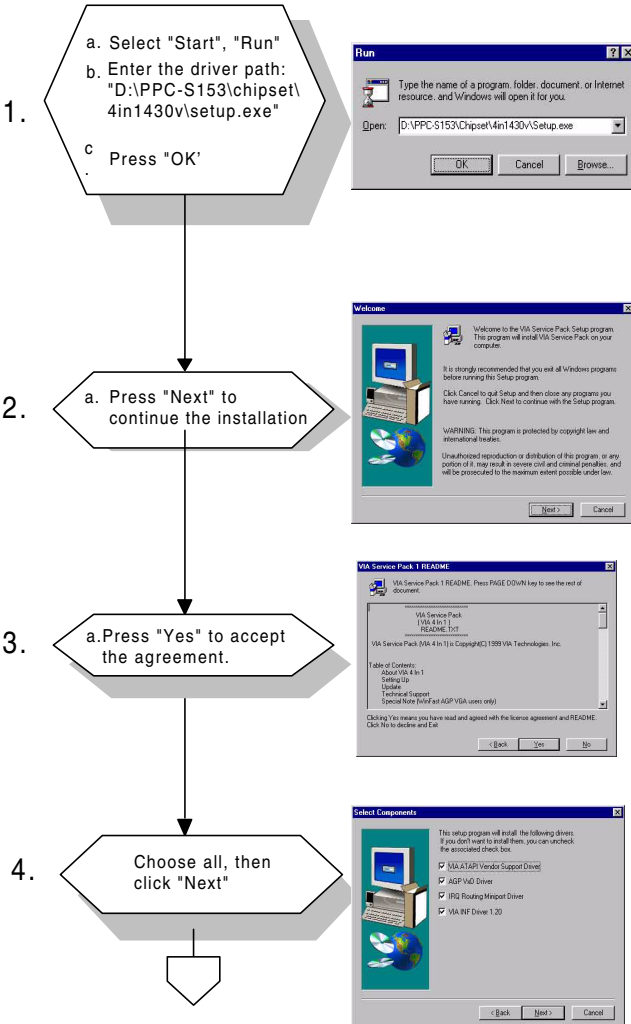 1.
a. Select "Start", "Run"
b. Enter the driver path:
"D:\PPC-S153\chipset\
4in1430v\setup.exe"
c
. Press "OK'
Run
Type the name of a program, folder, document, or Internet
resource, and Windows will open it for you.
Open: D:\PPC-S153\Chipset\4in1430v\Setup.exe
OK Cancel Browse...
2.
a. Press "Next" to
continue the installation
Welcome
Welcome to the VIA Service Pack Setup program.
This program will install VIA Service Pack on your
computer.
It is strongly recommended that you exit all Windows programs
before running this Setup program.
Click Cancel to quit Setup and then close any programs you
have running. Click Next to continue with the Setup program.
WARNING: This program is protected by copyright law and
international treaties.
Unauthorized reproduction or distribution of this program, or any
portion of it, may result in severe civil and criminal penalties, and
will be prosecuted to the maximum extent possible under law.
Next > Cancel
3.
a.Press "Yes" to accept
the agreement.
VIA Service Pack 1 README
VIA Service Pack 1 README. Press PAGE DOWN key to see the rest of
document.
VIA Service Pack
( VIA 4 In 1 )
README.TXT
VIA Service Pack (VIA 4 In 1) is Copyright(C) 1999 VIA Technologies. Inc.
Table of Contents:
About VIA 4 In 1
Setting Up
Update
Technical Support
Special Note (WinFast AGP VGA users only)
Clicking Yes means you have read and agreed with the license agreement and README.
Click No to decline and Exit
< Back Yes No
4.
Choose all, then
click "Next"
Select Components
This setup program will install the following drivers.
If you don't want to install them, you can uncheck
the associated check box.
VIA ATAPI Vendor Support Driver
AGP VxD Driver
IRQ Routing Miniport Driver
VIA INF Driver 1.20
< Back Next > Cancel